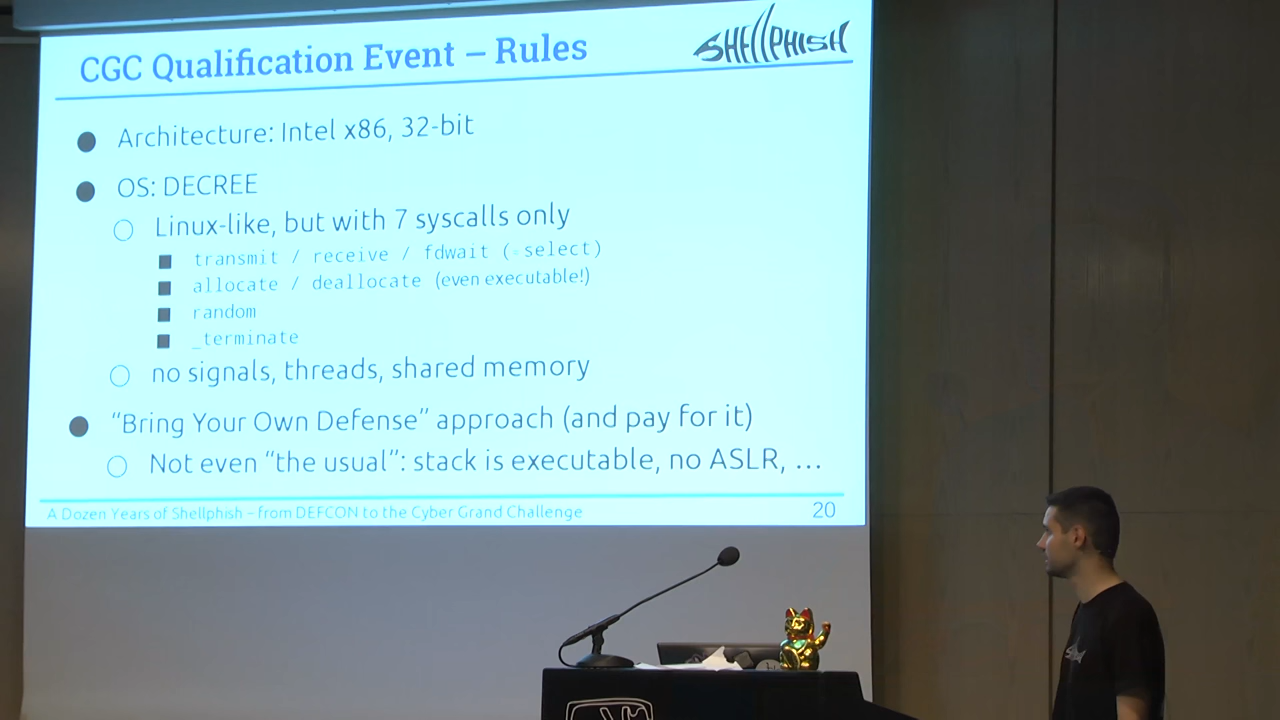 CGC Qualification Event – Rules
SHELLPHISH
Architecture: Intel x86, 32-bit
OS: DECREE
Linux-like, but with 7 syscalls only
transmit / receive / fdwait (~select)
allocate / deallocate (even executable!)
random
_terminate
no signals, threads, shared memory
“Bring Your Own Defense” approach (and pay for it)
Not even “the usual”: stack is executable, no ASLR, …
A Dozen Years of Shellphish – from DEFCON to the Cyber Grand Challenge
20